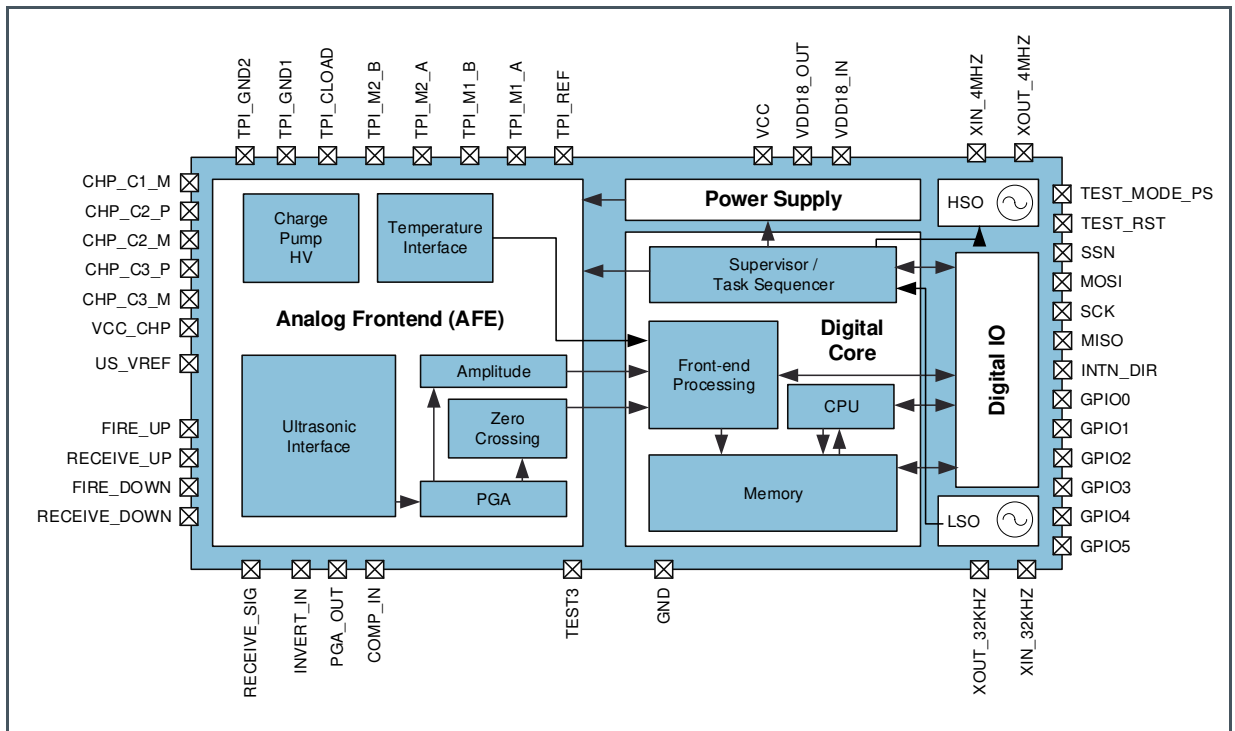 TPI_GND2
TPI_GND1
TPI_CLOAD
TPI_M2_B
TPI_M2_A
TPI_M1_B
TPI_M1_A
TPI_REF
VCC
VDD18_OUT
VDD18_IN
XIN_4MHZ
XOUT_4MHZ
CHP_C1_M
CHP_C2_P
CHP_C2_M
CHP_C3_P
CHP_C3_M
VCC_CHP
US_VREF
FIRE_UP
RECEIVE_UP
FIRE_DOWN
RECEIVE_DOWN
Charge
Pump
HV
Temperature
Interface
Analog Frontend (AFE)
Ultrasonic
Interface
Amplitude
Zero
Crossing
PGA
Power Supply
Supervisor /
Task Sequencer
Digital
Core
Front-end
Processing
CPU
Memory
HSO
Digital IO
LSO
TEST_MODE_PS
TEST_RST
SSN
MOSI
SCK
MISO
INTN_DIR
GPIO0
GPIO1
GPIO2
GPIO3
GPIO4
GPIO5
RECEIVE_SIG
INVERT_IN
PGA_OUT
COMP_IN
TEST3
GND
XOUT_32KHZ
XIN_32KHZ